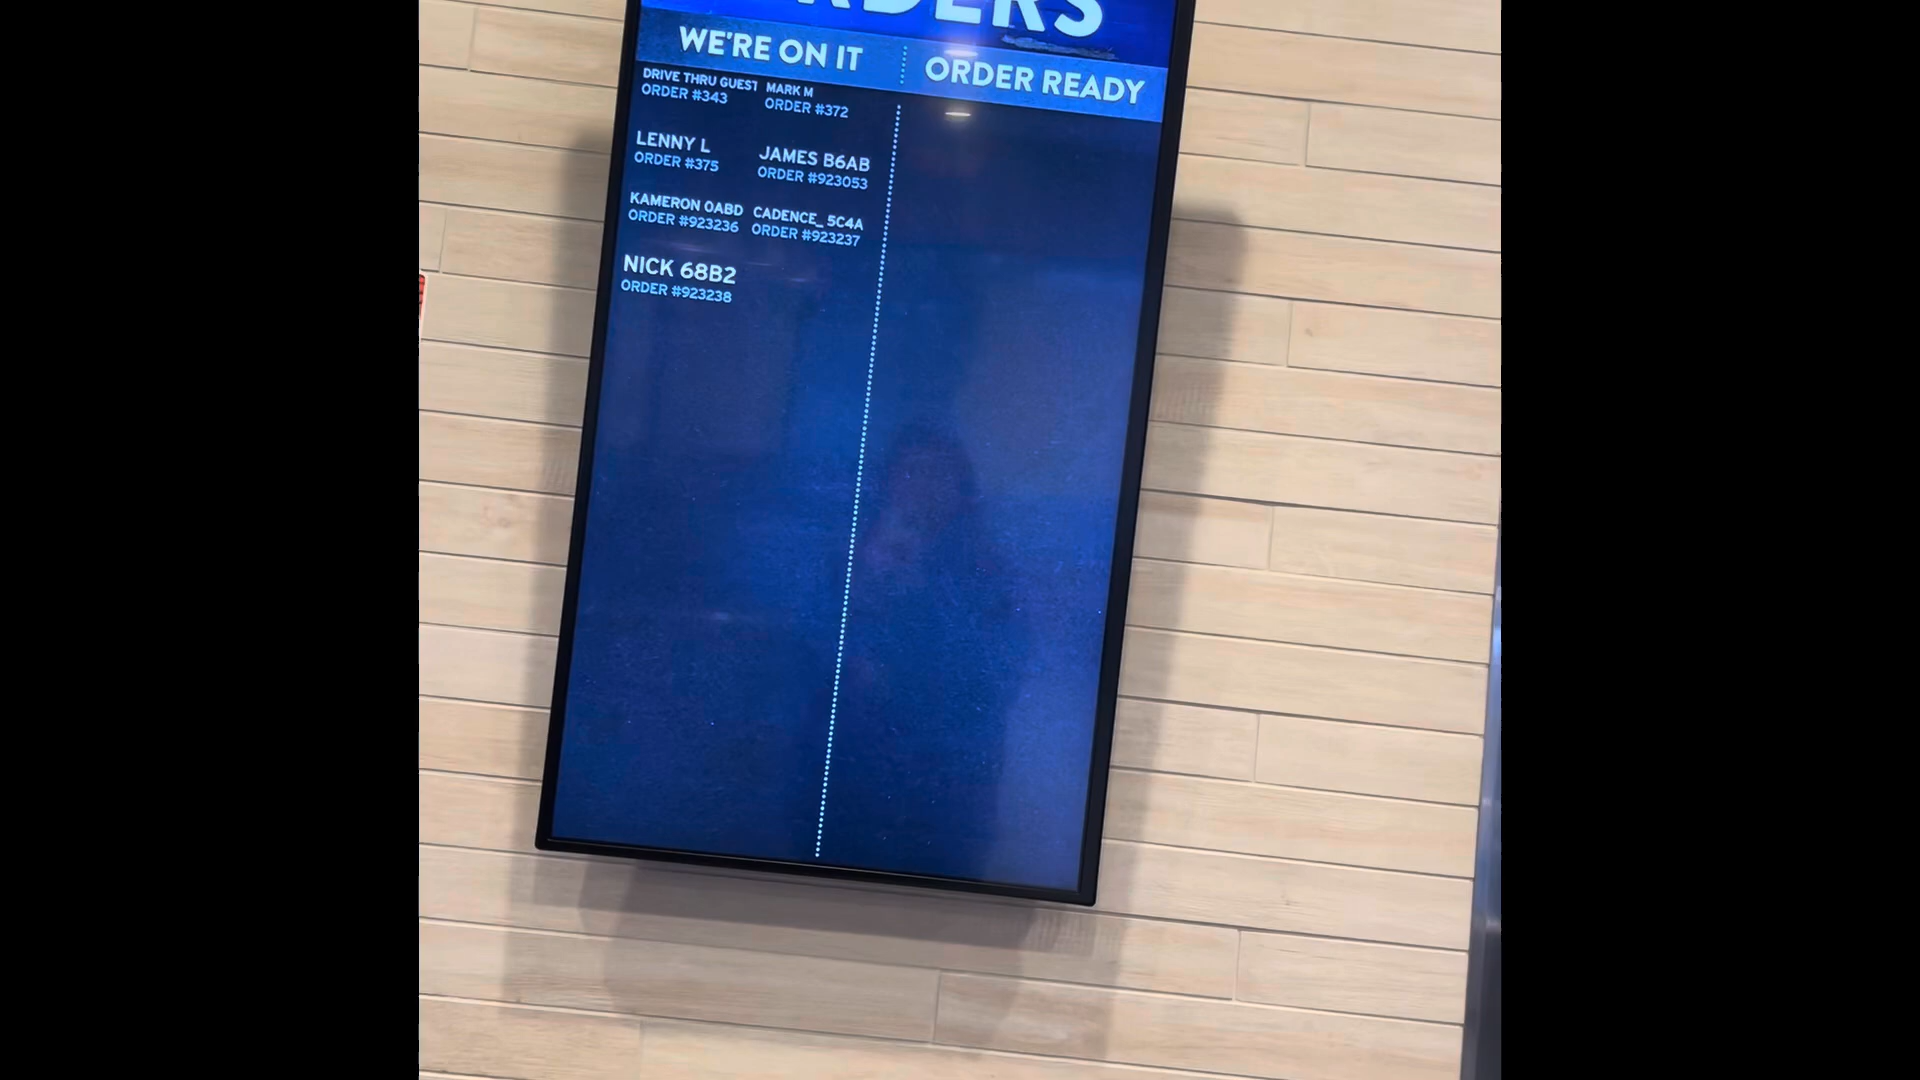 WE'RE ON IT
ORDER READY
DRIVE THRU GUEST
ORDER #343
MARK M
ORDER #372
LENNY L
ORDER #375
JAMES B6AB
ORDER #923053
KAMERON 0ABD
ORDER #923236
CADENCE_ 5C4A
ORDER #923237
NICK 68B2
ORDER #923238